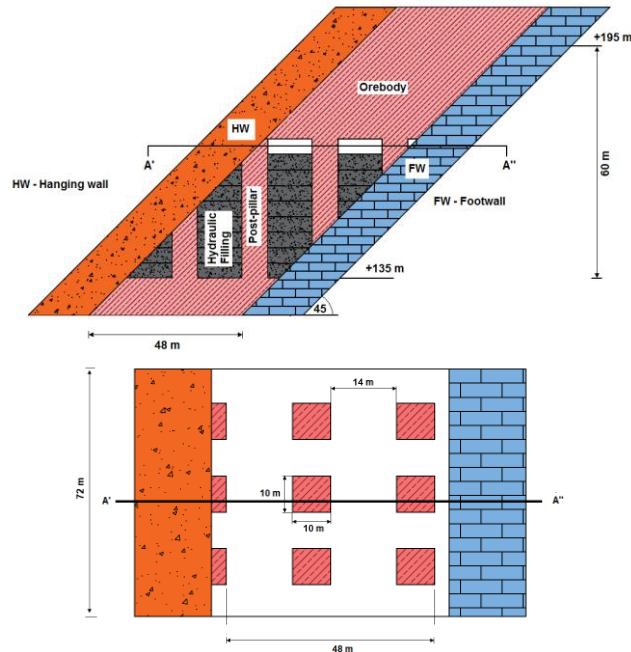 +195 m
Orebody
HW
A'
A"
FW
HW - Hanging wall
FW - Footwall
60 m
Hydraulic
Filling
Post-pillar
+135 m
45
48 m
14 m
72 m
A'
10 m
A"
10 m
48 m